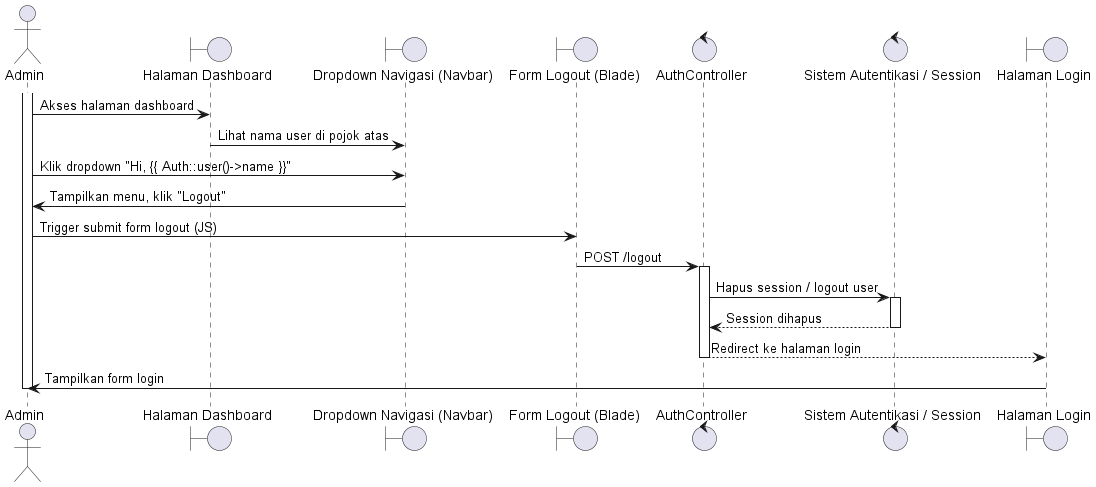 Admin
Halaman Dashboard
Dropdown Navigasi (Navbar)
Form Logout (Blade)
AuthController
Sistem Autentikasi / Session
Halaman Login
Akses halaman dashboard
Lihat nama user di pojok atas
Klik dropdown "Hi, {{ Auth::user()->name }}"
Tampilkan menu, klik "Logout"
Trigger submit form logout (JS)
POST /logout
Hapus session / logout user
Session dihapus
Redirect ke halaman login
Tampilkan form login
Admin
Halaman Dashboard
Dropdown Navigasi (Navbar)
Form Logout (Blade)
AuthController
Sistem Autentikasi / Session
Halaman Login